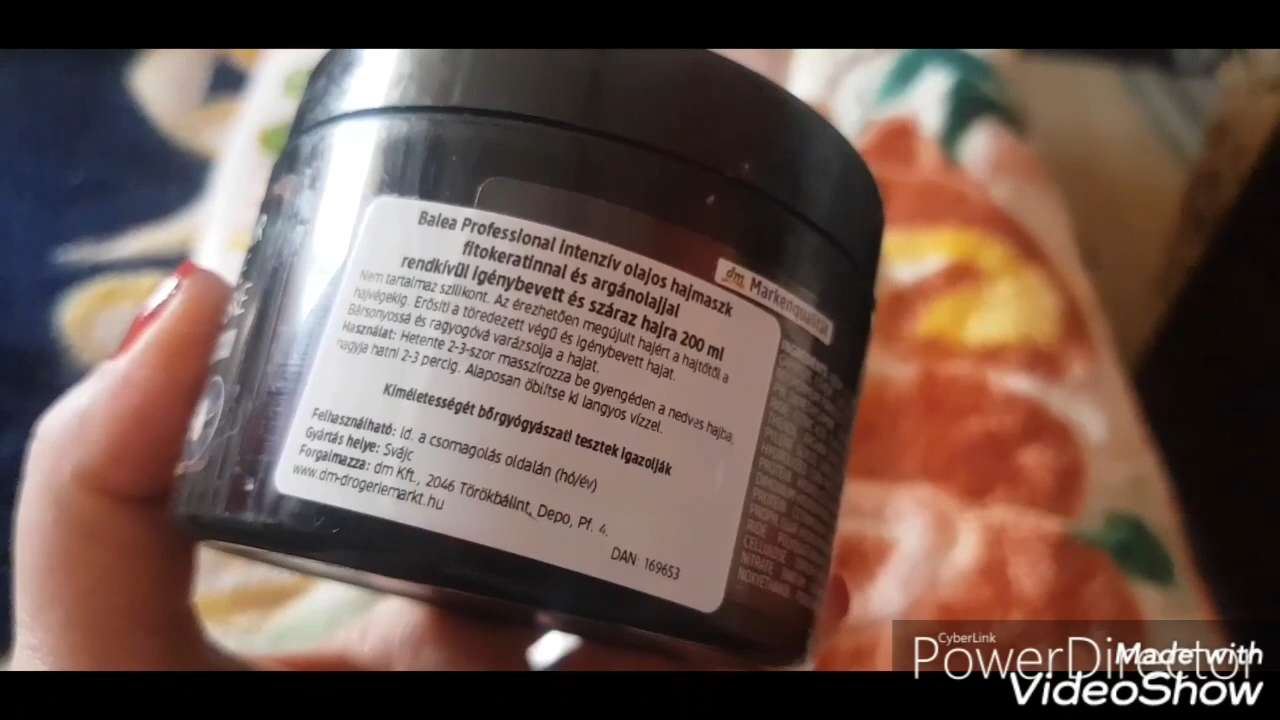 Balea Professional intenzív olajos hajmaszk
fitokeratinnal és argánolajjal
rendkívül igénybevett és száraz hajra 200 ml
Nem tartalmaz szilikont. Az érezhetően megújult hajért a hajtőtől a
hajvégekig. Erősíti a töredezett végű és igénybevett hajat.
Bársonyossá és ragyogóvá varázsolja a hajat.
Használat: Hetente 2-3-szor masszírozza be gyengéden a nedves hajba,
hagyja hatni 2-3 percig. Alaposan öblítse ki langyos vízzel.
Kíméletességét bőrgyógyászati tesztek igazolják
Felhasználható: ld. a csomagolás oldalán (hó/év)
Gyártás helye: Svájc
Forgalmazza: dm Kft., 2046 Törökbálint, Depo, Pf. 4.
www.dm-drogeriemarkt.hu
DAN: 169653
dm Markenqualität
CyberLink
PowerDirector
Made with
VideoShow